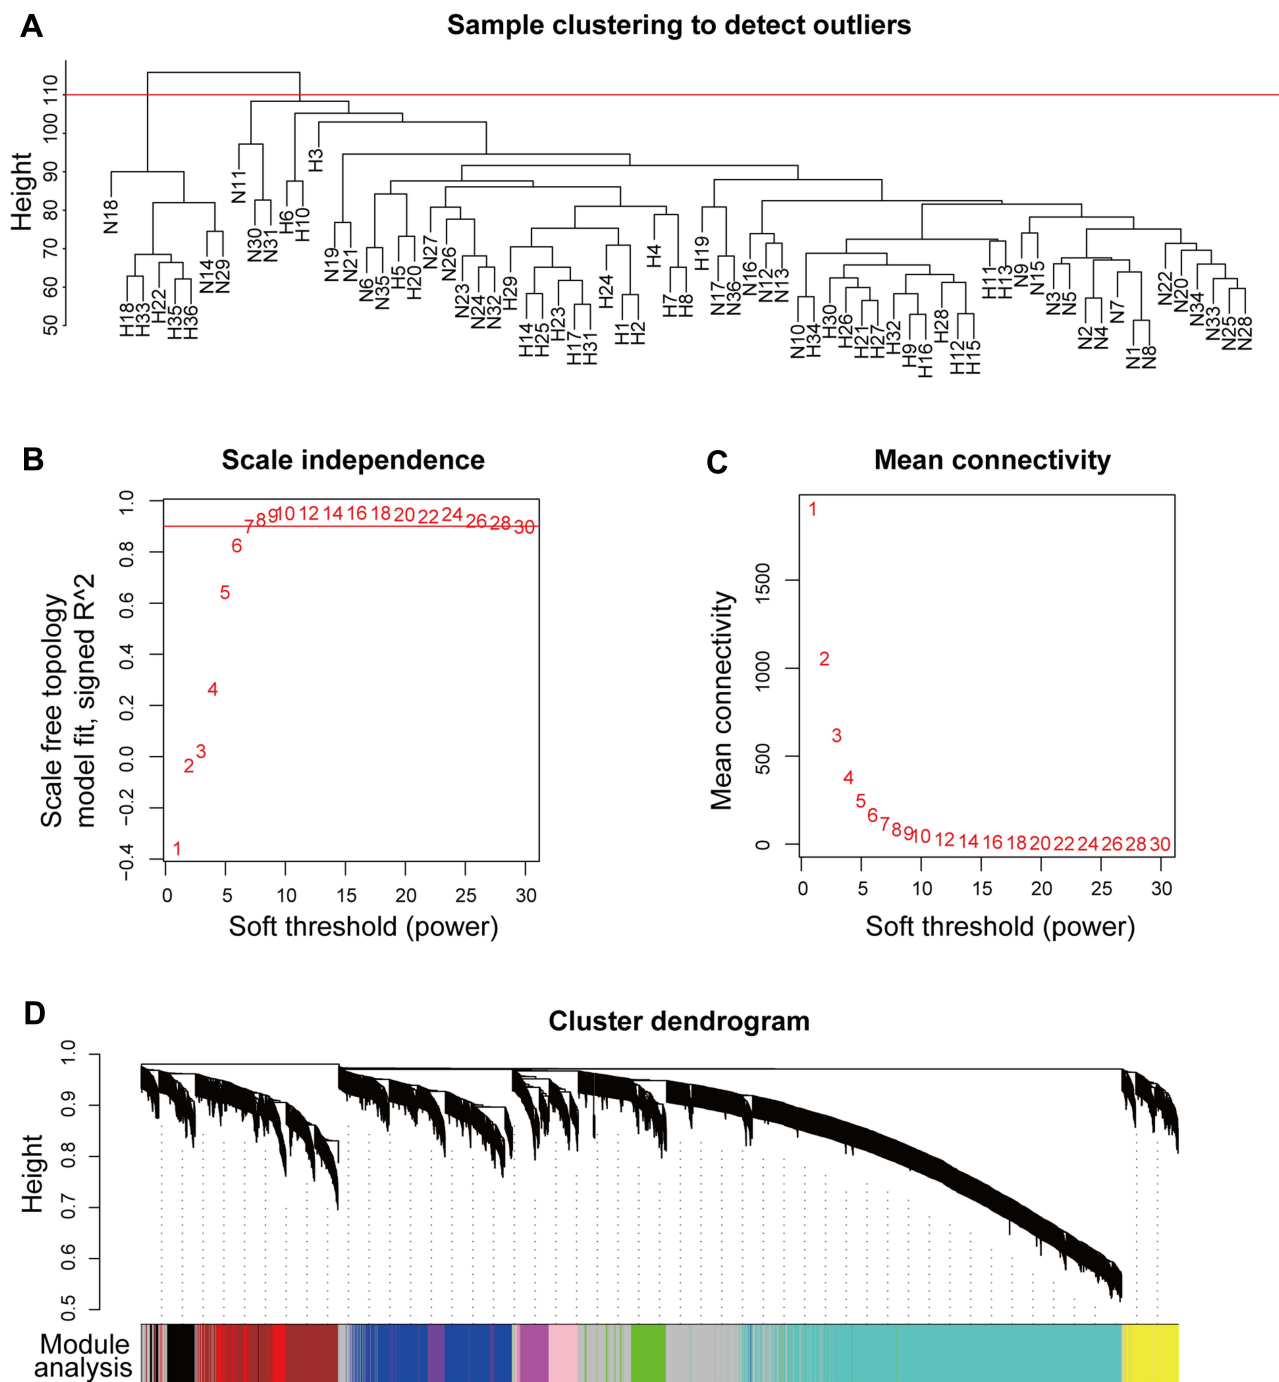 A
Sample clustering to detect outliers
Height
50 60 70 80 90 100 110
N18
H18
H33
H22
H35
H36
N14
N29
N11
N30
N31
H6
H10
H3
N19
N21
N6
N35
H5
H20
N27
N26
N23
N24
N32
H29
H14
H25
H23
H17
H31
H24
H1
H2
H4
H7
H8
H19
N17
N36
N16
N12
N13
N10
H34
H30
H26
H21
H27
H32
H9
H16
H28
H12
H15
H11
H13
N9
N15
N3
N5
N2
N4
N7
N1
N8
N22
N20
N34
N33
N25
N28
B
Scale independence
Scale free topology
model fit, signed R^2
−0.4 −0.2 0.0 0.2 0.4 0.6 0.8 1.0
1 2 3 4 5 6 7 8 9 10 12 14 16 18 20 22 24 26 28 30
0 5 10 15 20 25 30
Soft threshold (power)
C
Mean connectivity
Mean connectivity
0 500 1000 1500
1 2 3 4 5 6 7 8 9 10 12 14 16 18 20 22 24 26 28 30
0 5 10 15 20 25 30
Soft threshold (power)
D
Cluster dendrogram
Height
0.5 0.6 0.7 0.8 0.9 1.0
Module
analysis